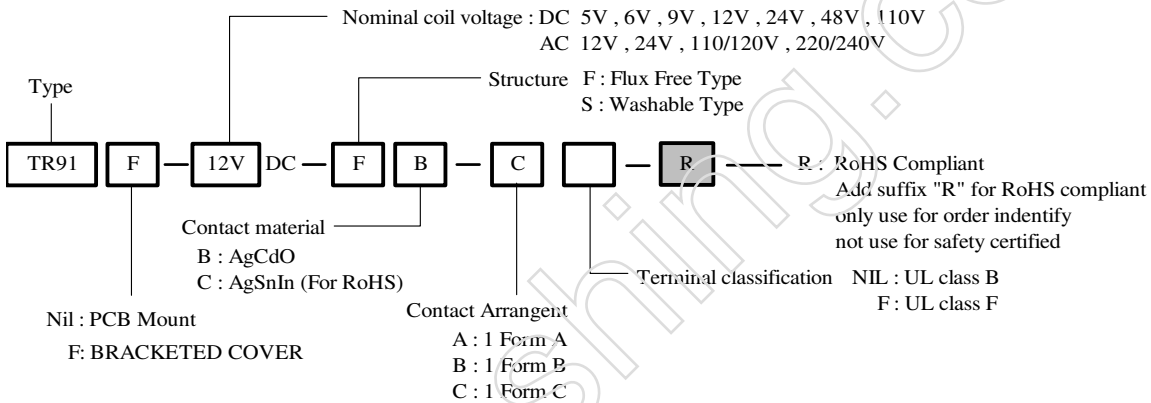 Nominal coil voltage : DC 5V , 6V , 9V , 12V , 24V , 48V , 110V
AC 12V , 24V , 110/120V , 220/240V
Type
Structure F : Flux Free Type
S : Washable Type
TR91 F 12V DC F B C R R : RoHS Compliant
Add suffix "R" for RoHS compliant
only use for order indentify
not use for safety certified
Contact material
B : AgCdO
C : AgSnIn (For RoHS)
Terminal classification NIL : UL class B
F : UL class F
Nil : PCB Mount
F: BRACKETED COVER
Contact Arrangent
A : 1 Form A
B : 1 Form B
C : 1 Form C
shing.c